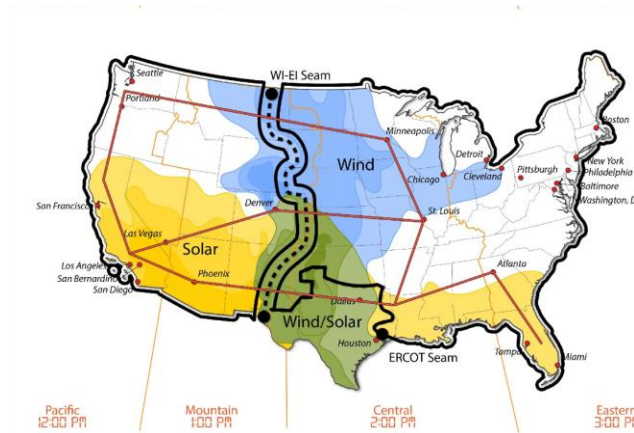 Seattle
WI-EI Seam
Portland
Minneapolis
Boston
Detroit
Wind
New York
Chicago
Cleveland
Pittsburgh
Philadelphia
Baltimore
Washington, D
San Francisco
Denver
St. Louis
Las Vegas
Solar
Los Angeles
Phoenix
Atlanta
San Bernardino
San Diego
Dallas
Wind/Solar
Houston
ERCOT Seam
Tampa
Miami
Pacific
Mountain
Central
Eastern
12:00 PM
1:00 PM
2:00 PM
3:00 PM